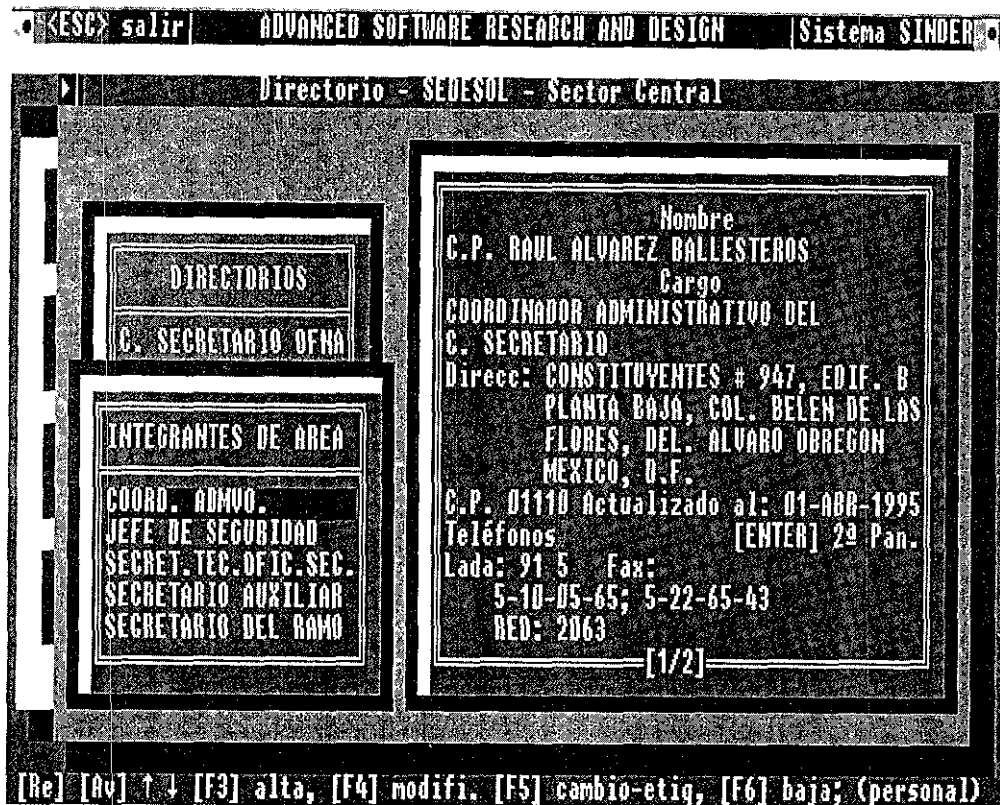 <ESC> salir ADVANCED SOFTWARE RESEARCH AND DESIGN Sistema SINDER
Directorio - SEDESOL - Sector Central
DIRECTORIOS
C. SECRETARIO OFNA
INTEGRANTES DE AREA
COORD. ADMVO.
JEFE DE SEGURIDAD
SECRET.TEC.OFIC.SEC.
SECRETARIO AUXILIAR
SECRETARIO DEL RAMO
Nombre
C.P. RAUL ALVAREZ BALLESTEROS
Cargo
COORDINADOR ADMINISTRATIVO DEL
C. SECRETARIO
Direcc: CONSTITUYENTES # 947, EDIF. B
PLANTA BAJA, COL. BELEN DE LAS
FLORES, DEL. ALVARO OBREGON
MEXICO, D.F.
C.P. 01110 Actualizado al: 01-ABR-1995
Teléfonos [ENTER] 2ª Pan.
Lada: 91 5 Fax:
5-10-05-65; 5-22-65-43
RED: 2063
[1/2]
[Re] [Av] ↑ ↓ [F3] alta, [F4] modifi. [F5] cambio-etiq, [F6] baja; (personal)